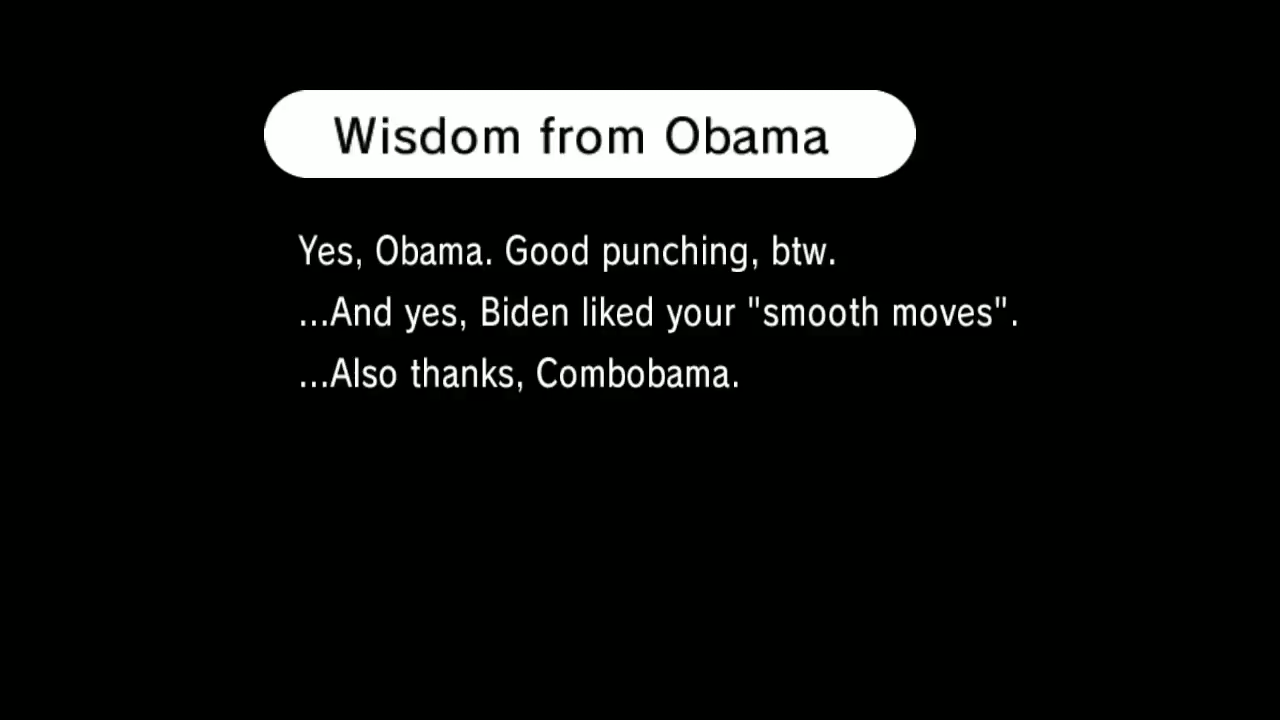 Wisdom from Obama
Yes, Obama. Good punching, btw.
...And yes, Biden liked your "smooth moves".
...Also thanks, Combobama.